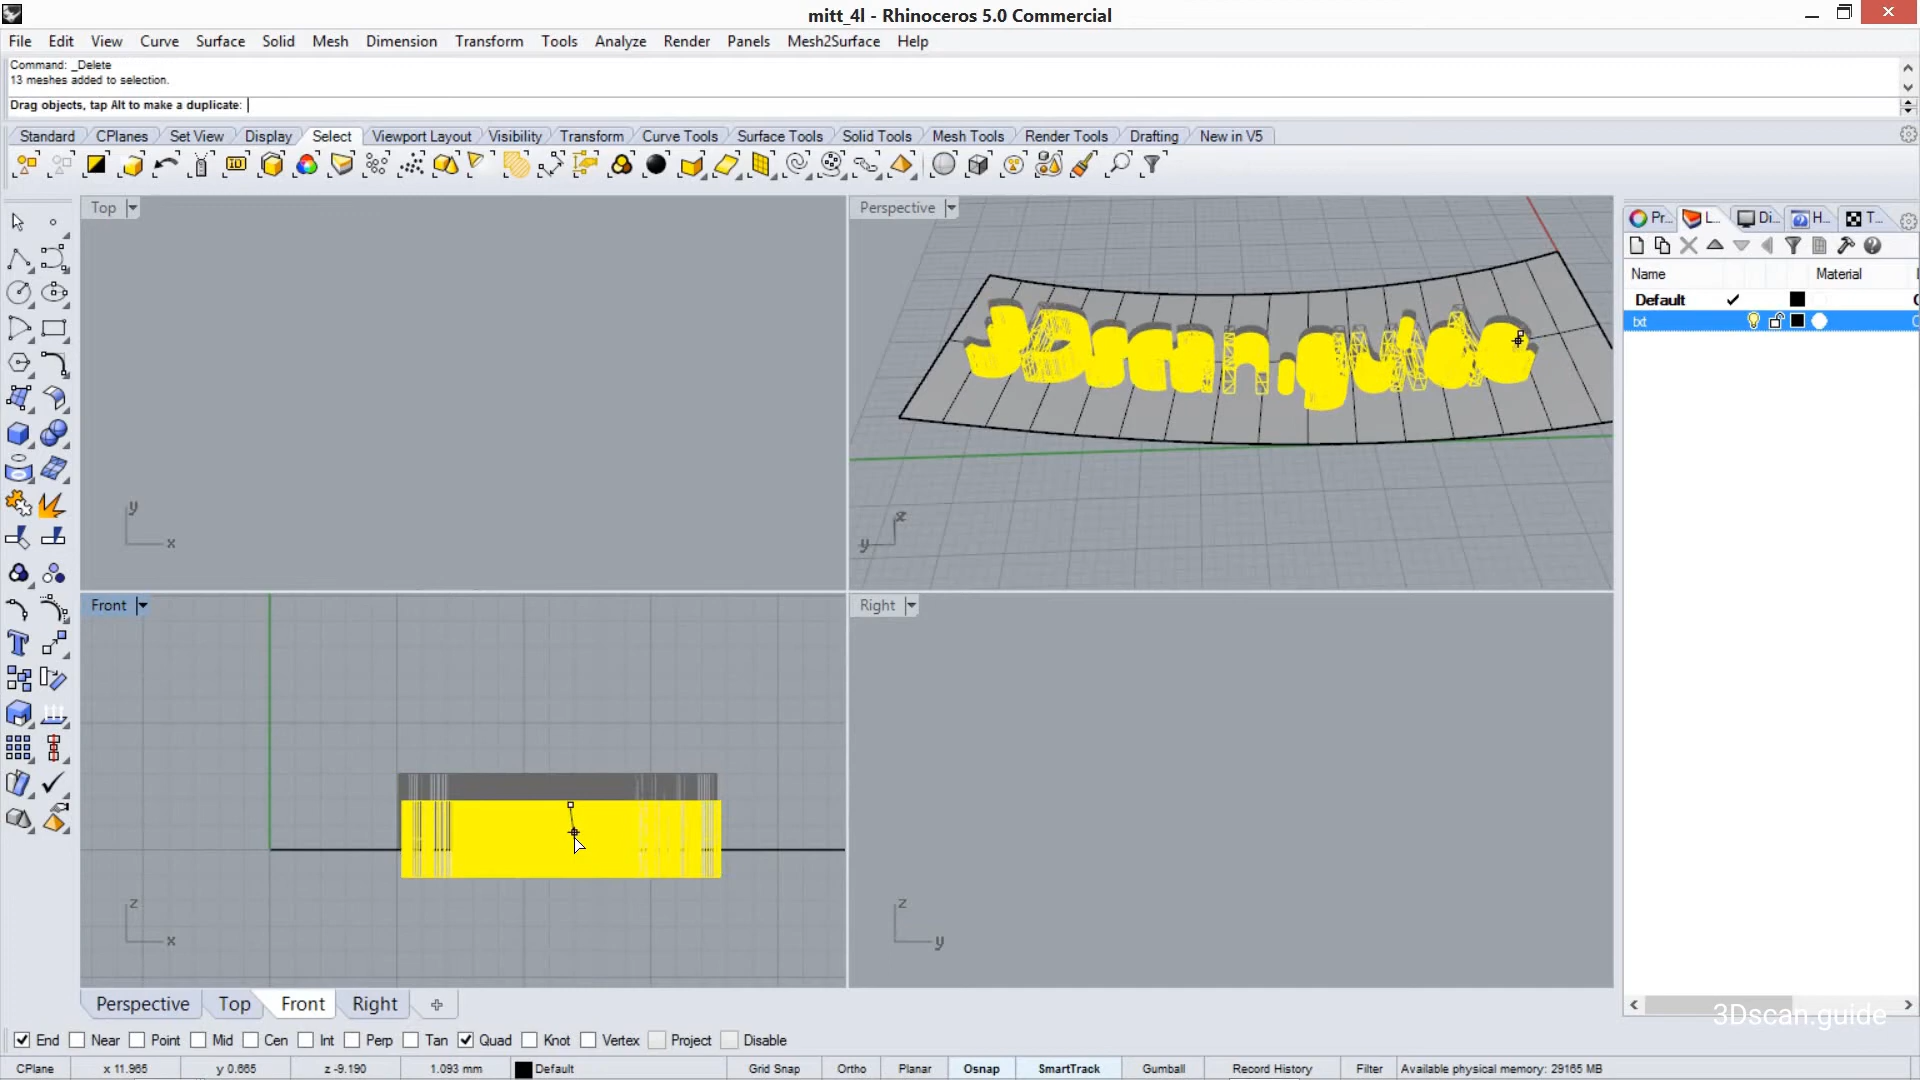 mitt_4l - Rhinoceros 5.0 Commercial
File Edit View Curve Surface Solid Mesh Dimension Transform Tools Analyze Render Panels Mesh2Surface Help
Command: _Delete
13 meshes added to selection.
Drag objects, tap Alt to make a duplicate:
Standard CPlanes Set View Display Select Viewport Layout Visibility Transform Curve Tools Surface Tools Solid Tools Mesh Tools Render Tools Drafting New in V5
Top
Perspective
Pr... L... Di... H... T...
Name Material
Default
txt
3Dscan.guide
y
x
z
y
Front
Right
z
x
z
y
Perspective Top Front Right
3Dscan.guide
End Near Point Mid Cen Int Perp Tan Quad Knot Vertex Project Disable
CPlane x 11.965 y 0.665 z -9.190 1.093 mm Default Grid Snap Ortho Planar Osnap SmartTrack Gumball Record History Filter Available physical memory: 29165 MB